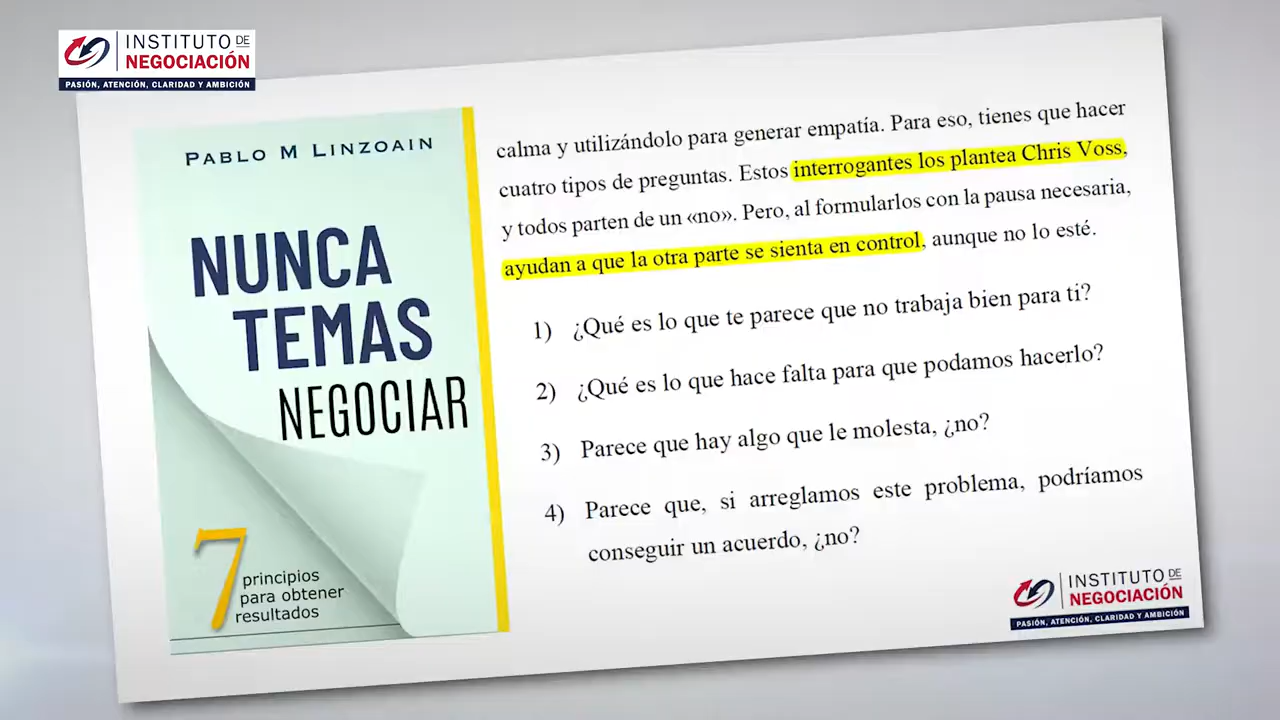 INSTITUTO DE
NEGOCIACIÓN
PASIÓN, ATENCIÓN, CLARIDAD Y AMBICIÓN
PABLO M LINZOAIN
NUNCA
TEMAS
NEGOCIAR
7
principios
para obtener
resultados
calma y utilizándolo para generar empatía. Para eso, tienes que hacer
cuatro tipos de preguntas. Estos interrogantes los plantea Chris Voss,
y todos parten de un «no». Pero, al formularlos con la pausa necesaria,
ayudan a que la otra parte se sienta en control, aunque no lo esté.
1) ¿Qué es lo que te parece que no trabaja bien para ti?
2) ¿Qué es lo que hace falta para que podamos hacerlo?
3) Parece que hay algo que le molesta, ¿no?
4) Parece que, si arreglamos este problema, podríamos
conseguir un acuerdo, ¿no?
INSTITUTO DE
NEGOCIACIÓN
PASIÓN, ATENCIÓN, CLARIDAD Y AMBICIÓN